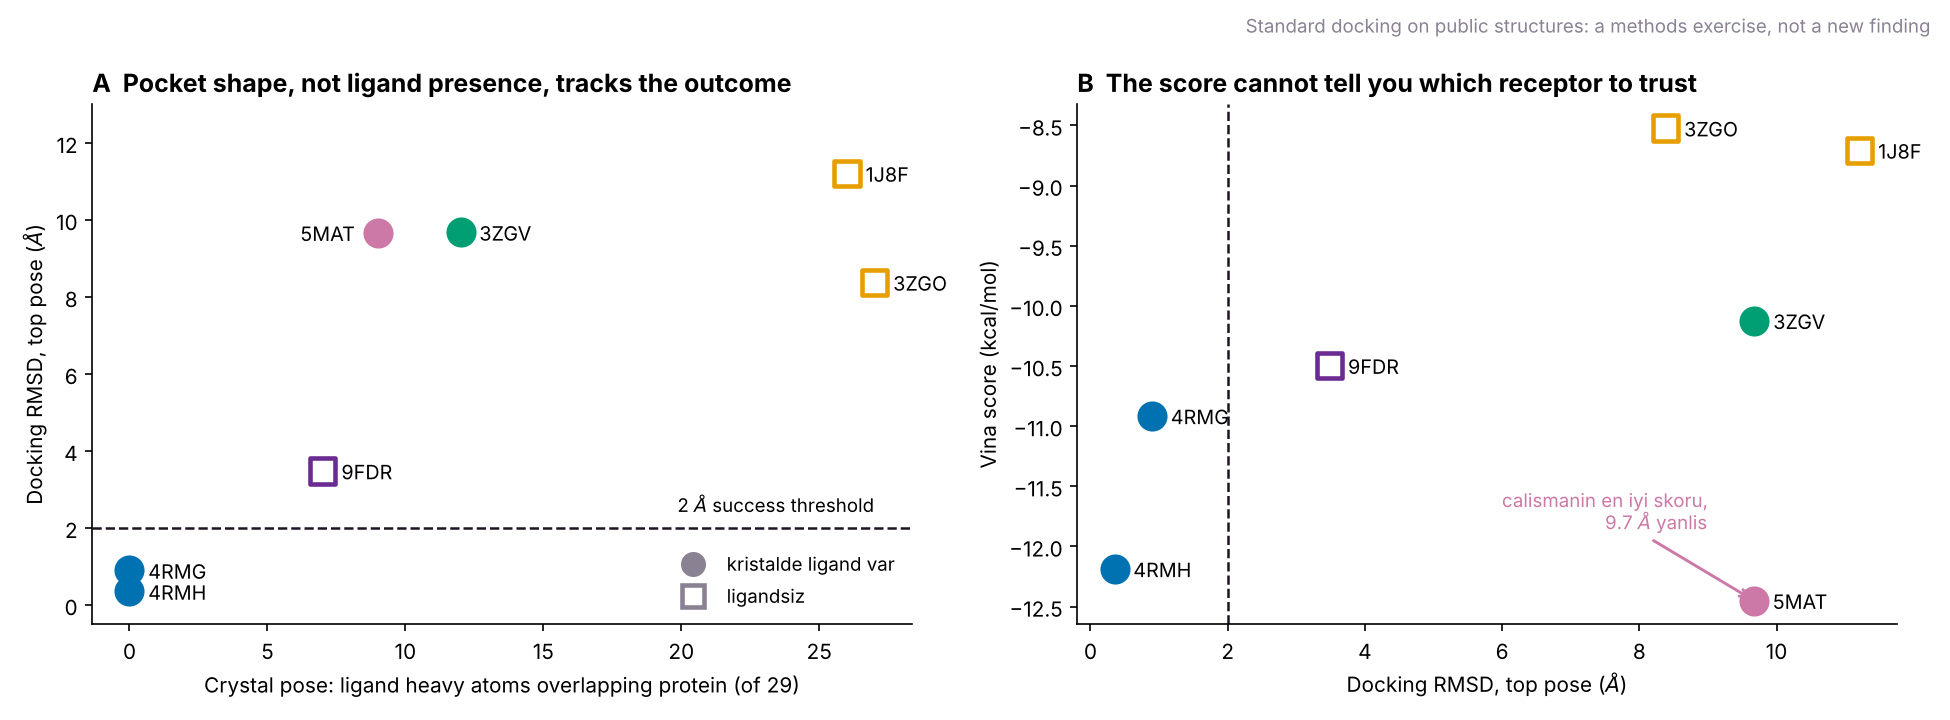 Standard docking on public structures: a methods exercise, not a new finding
A Pocket shape, not ligand presence, tracks the outcome
Docking RMSD, top pose (Å)
12
10
8
6
4
2
0
1J8F
5MAT
3ZGV
3ZGO
9FDR
2 Å success threshold
4RMG
4RMH
kristalde ligand var
ligandsiz
0 5 10 15 20 25
Crystal pose: ligand heavy atoms overlapping protein (of 29)
B The score cannot tell you which receptor to trust
Vina score (kcal/mol)
−8.5
−9.0
−9.5
−10.0
−10.5
−11.0
−11.5
−12.0
−12.5
3ZGO
1J8F
3ZGV
9FDR
4RMG
calismanin en iyi skoru,
9.7 Å yanlis
4RMH
5MAT
0 2 4 6 8 10
Docking RMSD, top pose (Å)